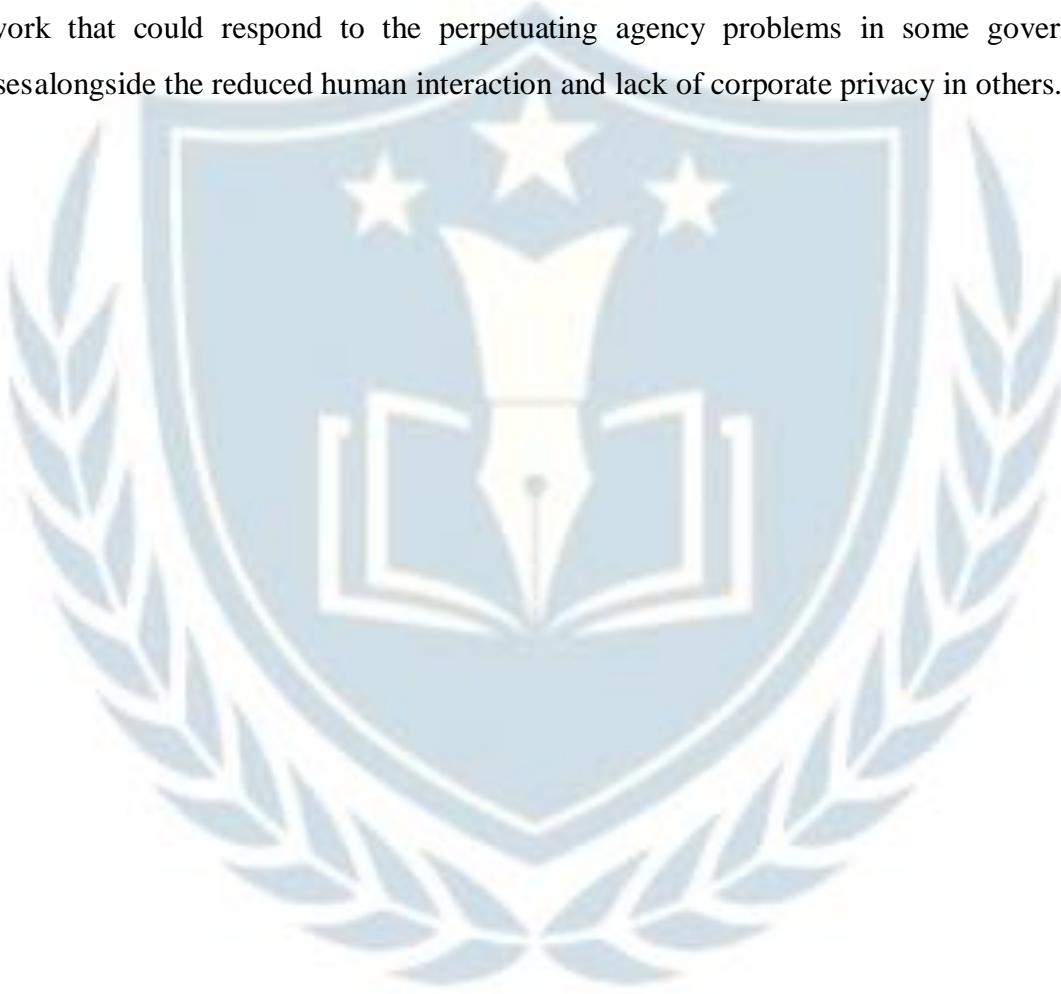 work that could respond to the perpetuating agency problems in some gover
sesalongside the reduced human interaction and lack of corporate privacy in others.